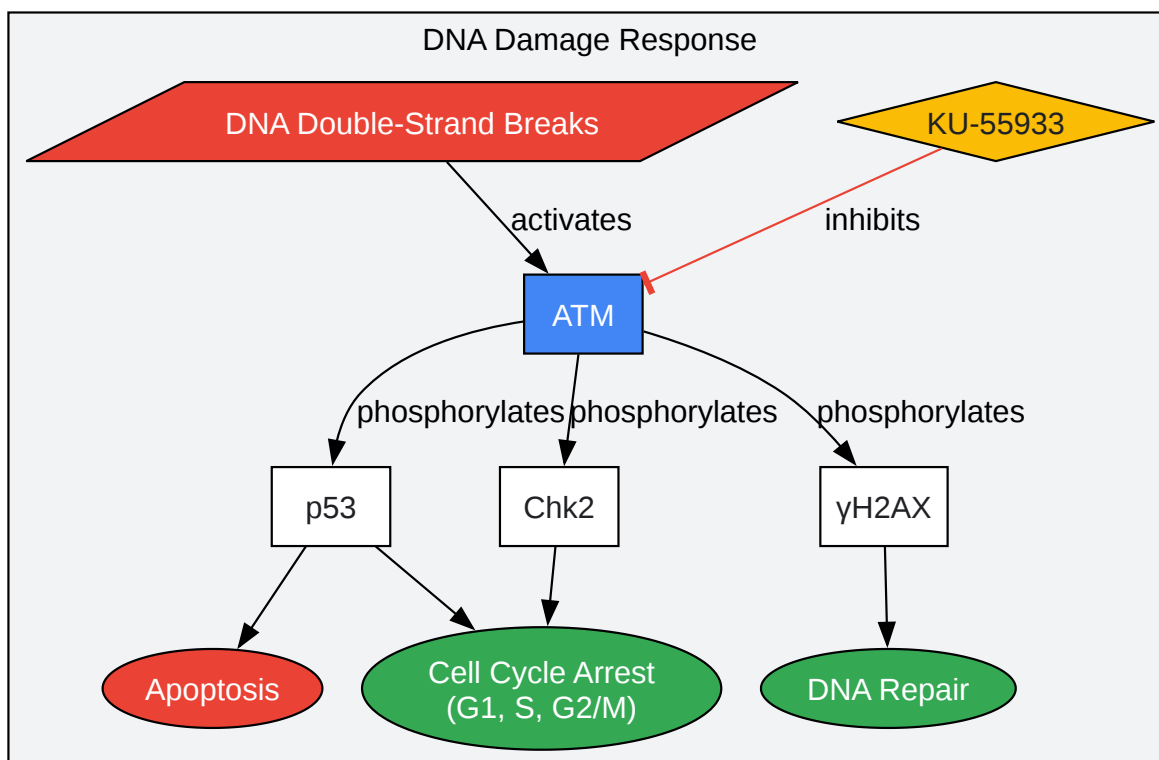 DNA Damage Response
DNA Double-Strand Breaks
KU-55933
activates
inhibits
ATM
phosphorylates
phosphorylates
phosphorylates
p53
Chk2
γH2AX
Apoptosis
Cell Cycle Arrest
(G1, S, G2/M)
DNA Repair